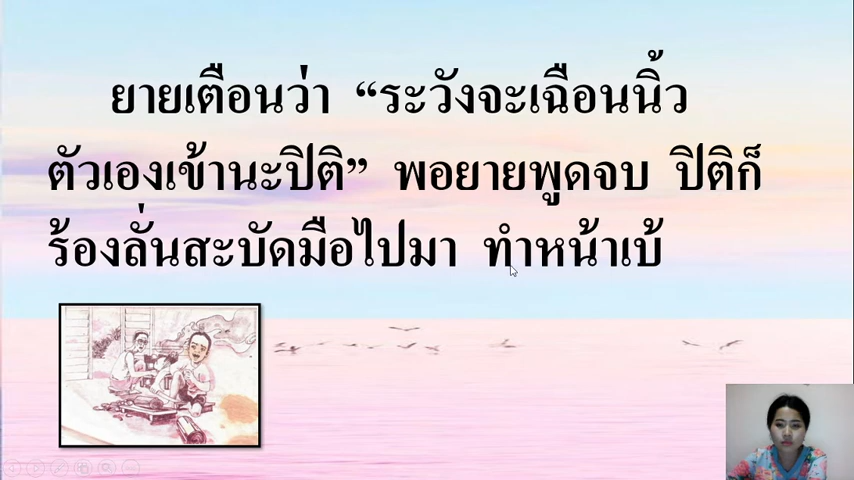 ยายเตือนว่า “ระวังจะเฉือนนิ้ว
ตัวเองเข้านะปิติ” พอยายพูดจบ ปิติก็
ร้องลั่นสะบัดมือไปมา ทำหน้าเบ้